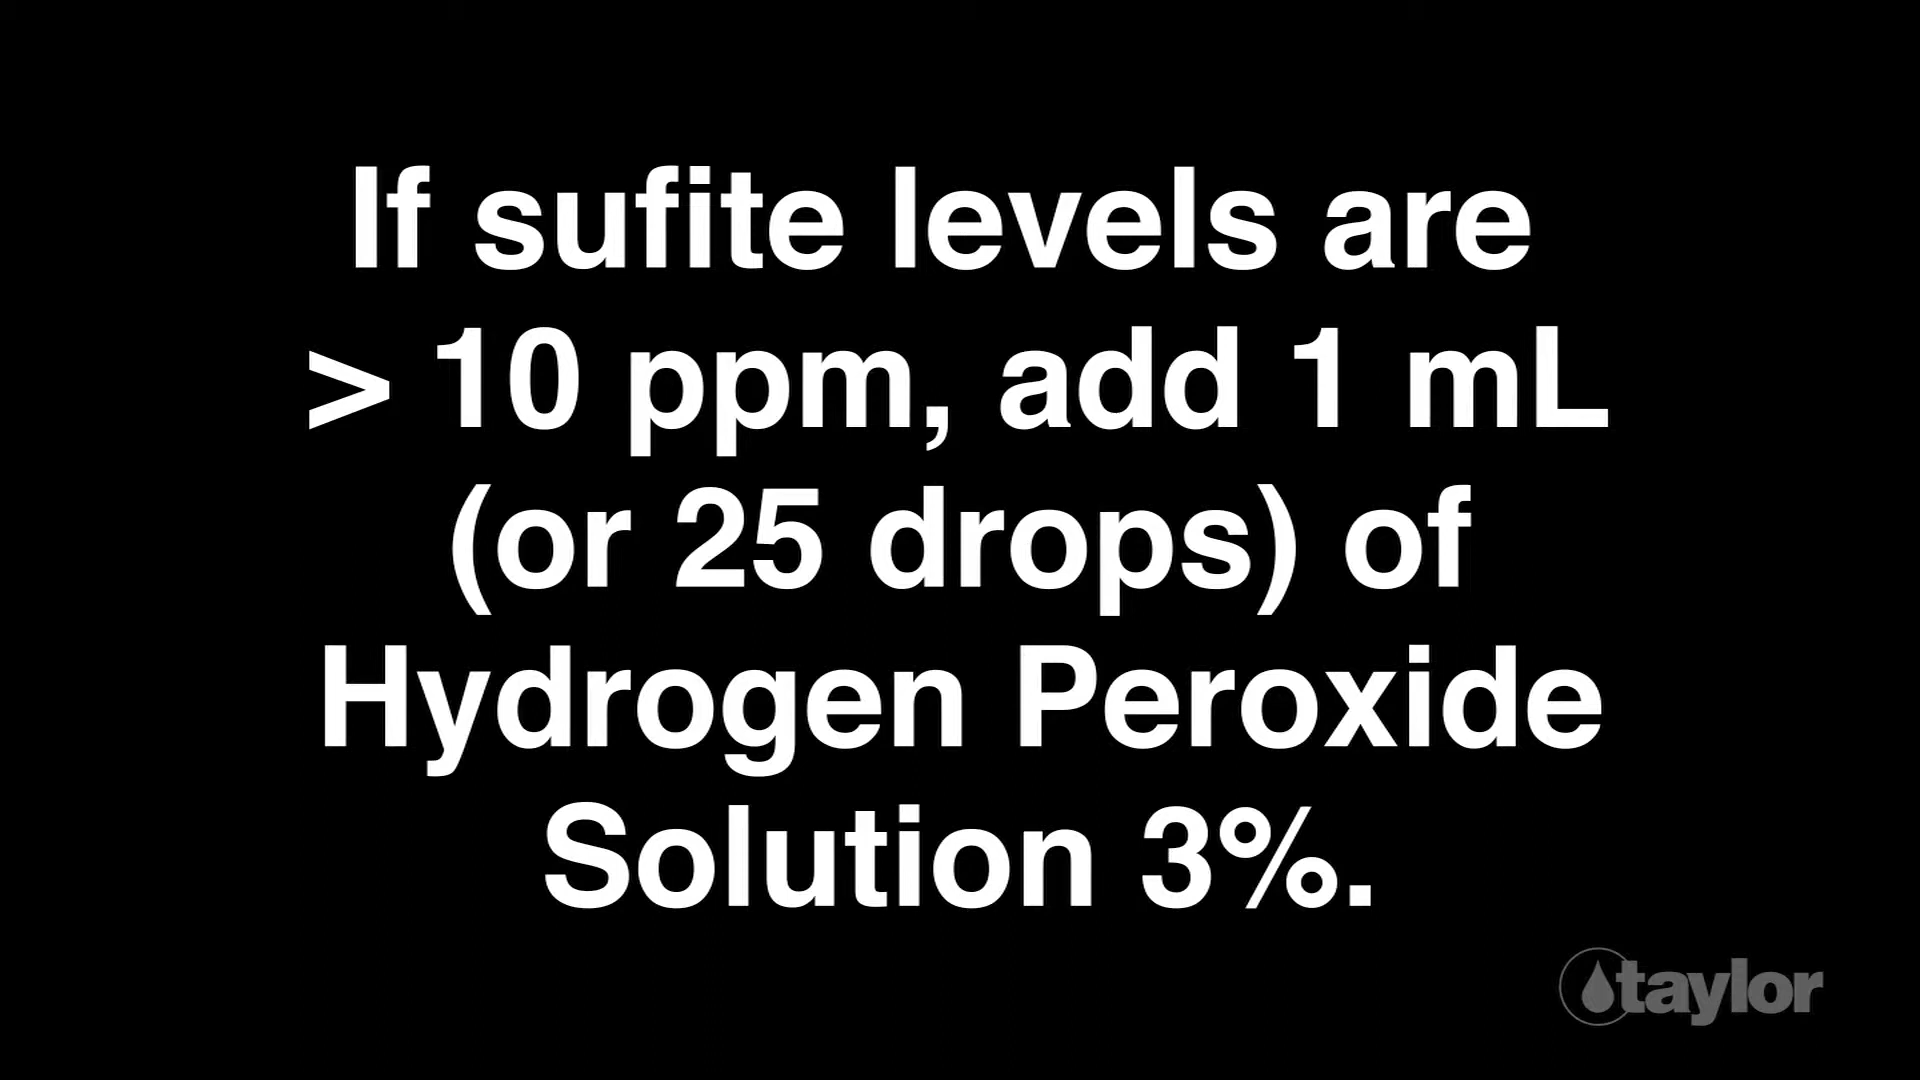 If sufite levels are
> 10 ppm, add 1 mL
(or 25 drops) of
Hydrogen Peroxide
Solution 3%.
taylor